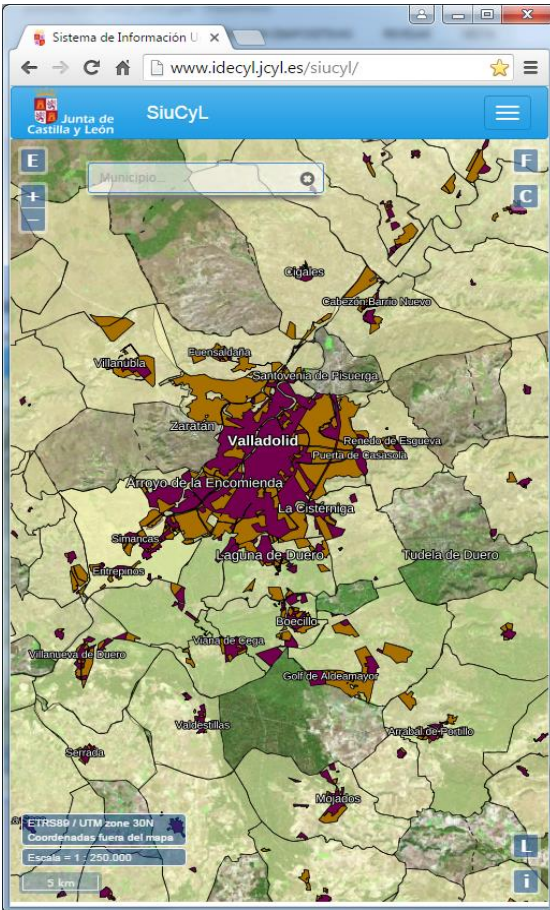 Sistema de Información U
www.idecyl.jcyl.es/siucyl/
Junta de
Castilla y León
SiuCyL
E
F
Municipio...
+
C
−
Cigales
Cabezón Barrio Nuevo
Villanubla
Fuensaldaña
Santovenia de Pisuerga
Zaratán
Valladolid
Renedo de Esgueva
Puerta de Casasola
Arroyo de la Encomienda
La Cisterniga
Simancas
Laguna de Duero
Tudela de Duero
Entrepinos
Boecillo
Viana de Cega
Villanueva de Duero
Golf de Aldeamayor
Valdestillas
Arrabal de Portillo
Serrada
Mojados
ETRS89 / UTM zone 30N
Coordenadas fuera del mapa
Escala = 1 : 250.000
L
5 km
i